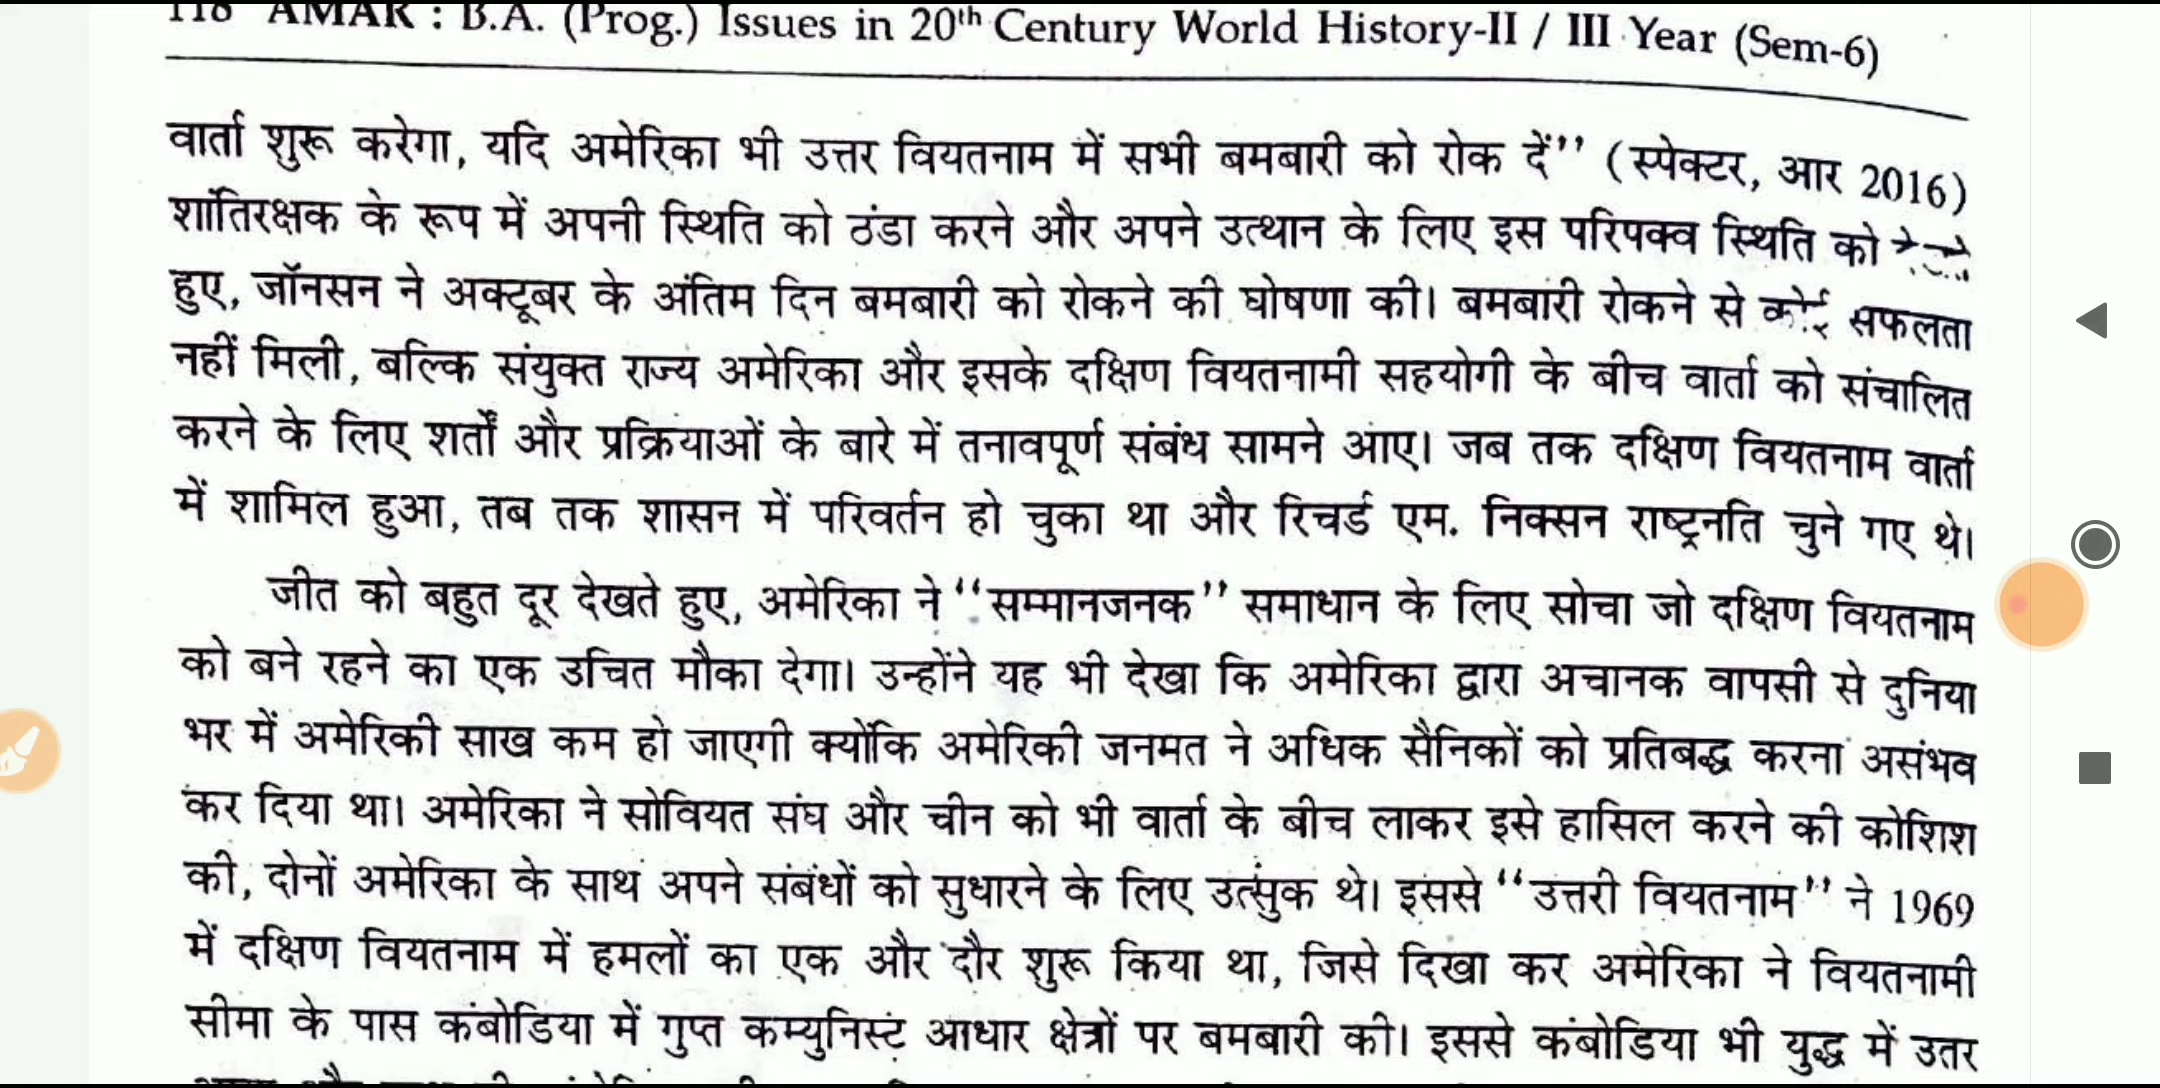 118 AMAR : B.A. (Prog.) Issues in 20th Century World History-II / III Year (Sem-6)
वार्ता शुरू करेगा, यदि अमेरिका भी उत्तर वियतनाम में सभी बमबारी को रोक दें’’ (स्पेक्टर, आर 2016)
शांतिरक्षक के रूप में अपनी स्थिति को ठंडा करने और अपने उत्थान के लिए इस परिपक्व स्थिति को
हुए, जॉनसन ने अक्टूबर के अंतिम दिन बमबारी को रोकने की घोषणा की। बमबारी रोकने से कोई सफलता
नहीं मिली, बल्कि संयुक्त राज्य अमेरिका और इसके दक्षिण वियतनामी सहयोगी के बीच वार्ता को संचालित
करने के लिए शर्तों और प्रक्रियाओं के बारे में तनावपूर्ण संबंध सामने आए। जब तक दक्षिण वियतनाम वार्ता
में शामिल हुआ, तब तक शासन में परिवर्तन हो चुका था और रिचर्ड एम. निक्सन राष्ट्रनति चुने गए थे।
जीत को बहुत दूर देखते हुए, अमेरिका ने ‘‘सम्मानजनक’’ समाधान के लिए सोचा जो दक्षिण वियतनाम
को बने रहने का एक उचित मौका देगा। उन्होंने यह भी देखा कि अमेरिका द्वारा अचानक वापसी से दुनिया
भर में अमेरिकी साख कम हो जाएगी क्योंकि अमेरिकी जनमत ने अधिक सैनिकों को प्रतिबद्ध करना असंभव
कर दिया था। अमेरिका ने सोवियत संघ और चीन को भी वार्ता के बीच लाकर इसे हासिल करने की कोशिश
की, दोनों अमेरिका के साथ अपने संबंधों को सुधारने के लिए उत्सुक थे। इससे ‘‘उत्तरी वियतनाम’’ ने 1969
में दक्षिण वियतनाम में हमलों का एक और दौर शुरू किया था, जिसे दिखा कर अमेरिका ने वियतनामी
सीमा के पास कंबोडिया में गुप्त कम्युनिस्ट आधार क्षेत्रों पर बमबारी की। इससे कंबोडिया भी युद्ध में उतर